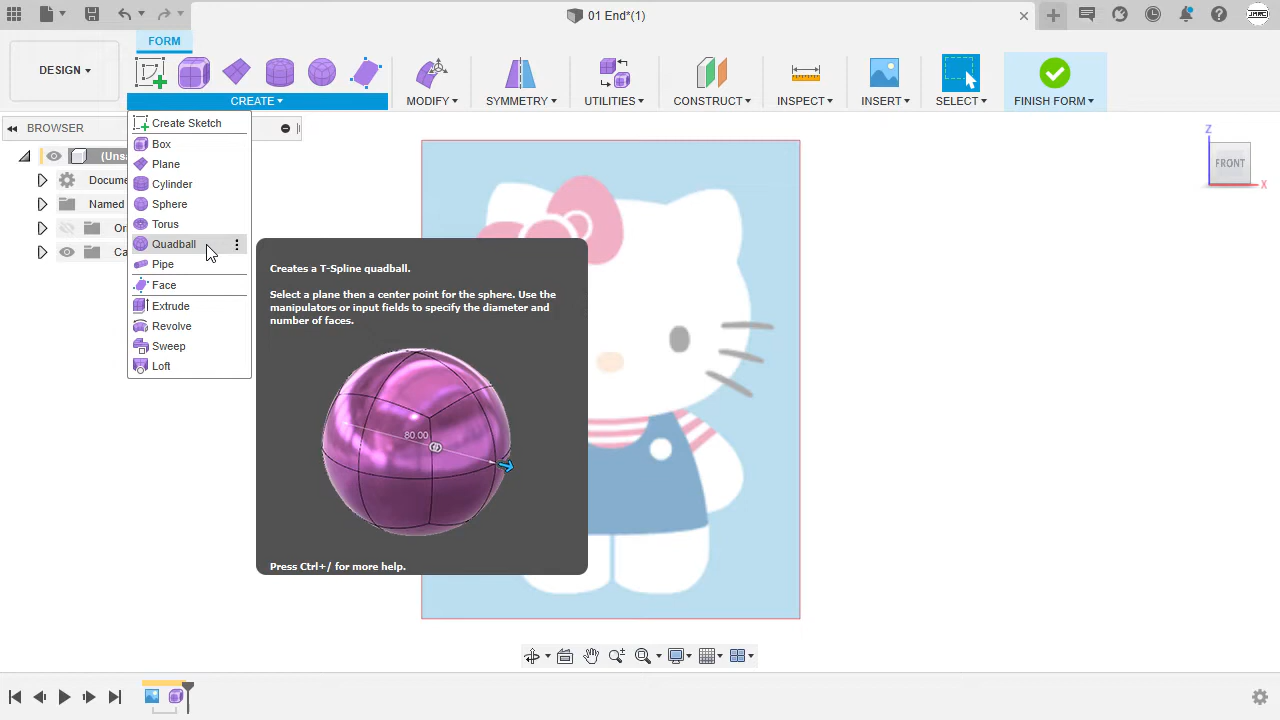 01 End*(1)
JMRC
FORM
DESIGN
CREATE
MODIFY
SYMMETRY
UTILITIES
CONSTRUCT
INSPECT
INSERT
SELECT
FINISH FORM
BROWSER
Create Sketch
Box
Plane
Cylinder
Sphere
Torus
Quadball
Pipe
Face
Extrude
Revolve
Sweep
Loft
(Uns
Docume
Named
Or
Ca
Creates a T-Spline quadball.
Select a plane then a center point for the sphere. Use the
manipulators or input fields to specify the diameter and
number of faces.
80.00
Press Ctrl+/ for more help.
Z
FRONT
X